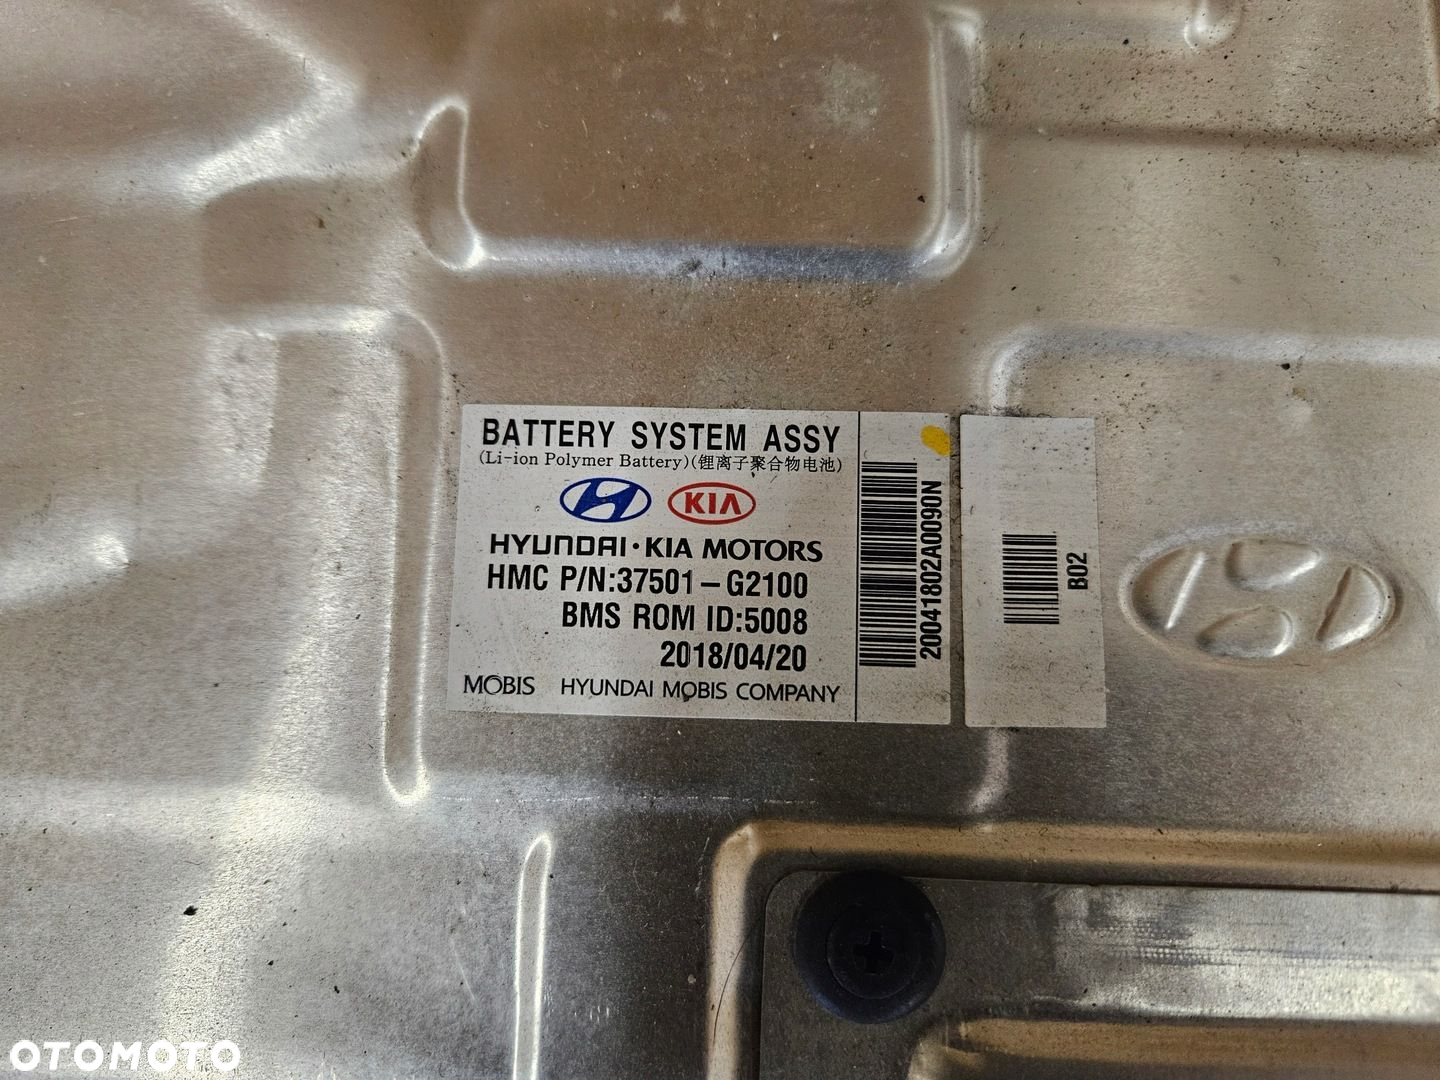 BATTERY SYSTEM ASSY
(Li-ion Polymer Battery)(锂离子聚合物电池)
KIA
HYUNDAI·KIA MOTORS
HMC P/N:37501-G2100
BMS ROM ID:5008
2018/04/20
MOBIS HYUNDAI MOBIS COMPANY
20041802A0090N
B02
OTOMOTO